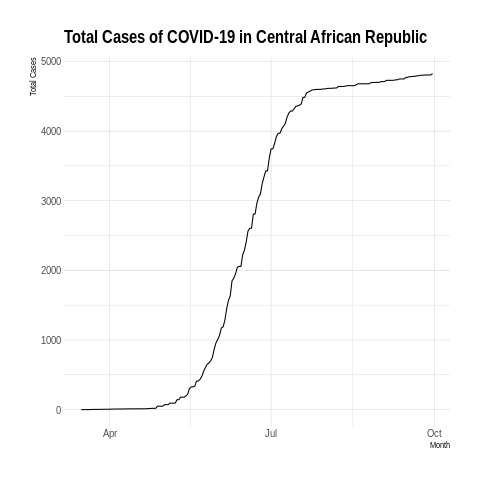 Total Cases of COVID-19 in Central African Republic
Total Cases
5000
4000
3000
2000
1000
0
Apr
Jul
Oct
Month